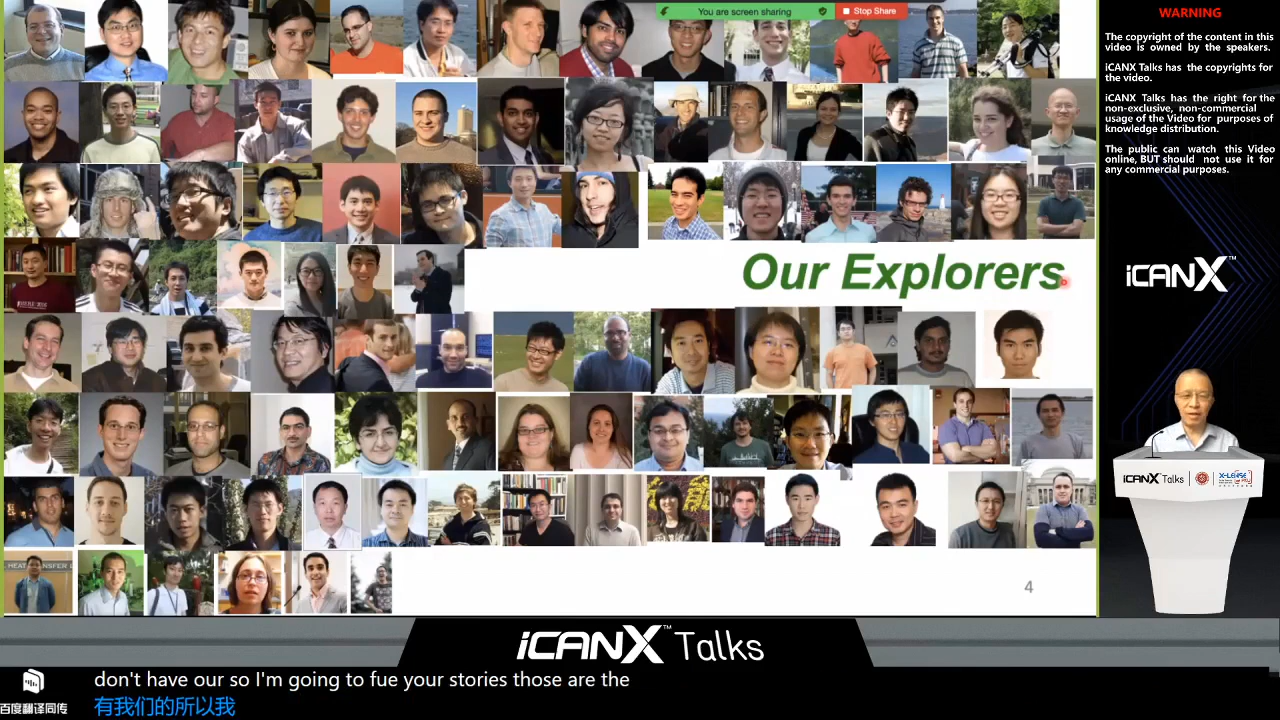 You are screen sharing
Stop Share
WARNING
The copyright of the content in this
video is owned by the speakers.
iCANX Talks has the copyrights for
the video.
iCANX Talks has the right for the
non-exclusive, non-commercial
usage of the Video for purposes of
knowledge distribution.
The public can watch this Video
online, BUT should not use it for
any commercial purposes.
iCANX™
Our Explorers
iCANX Talks
4
HEAT TRANSFER
iCANX™ Talks
don't have our so I'm going to fue your stories those are the
有我们的所以我
百度翻译同传